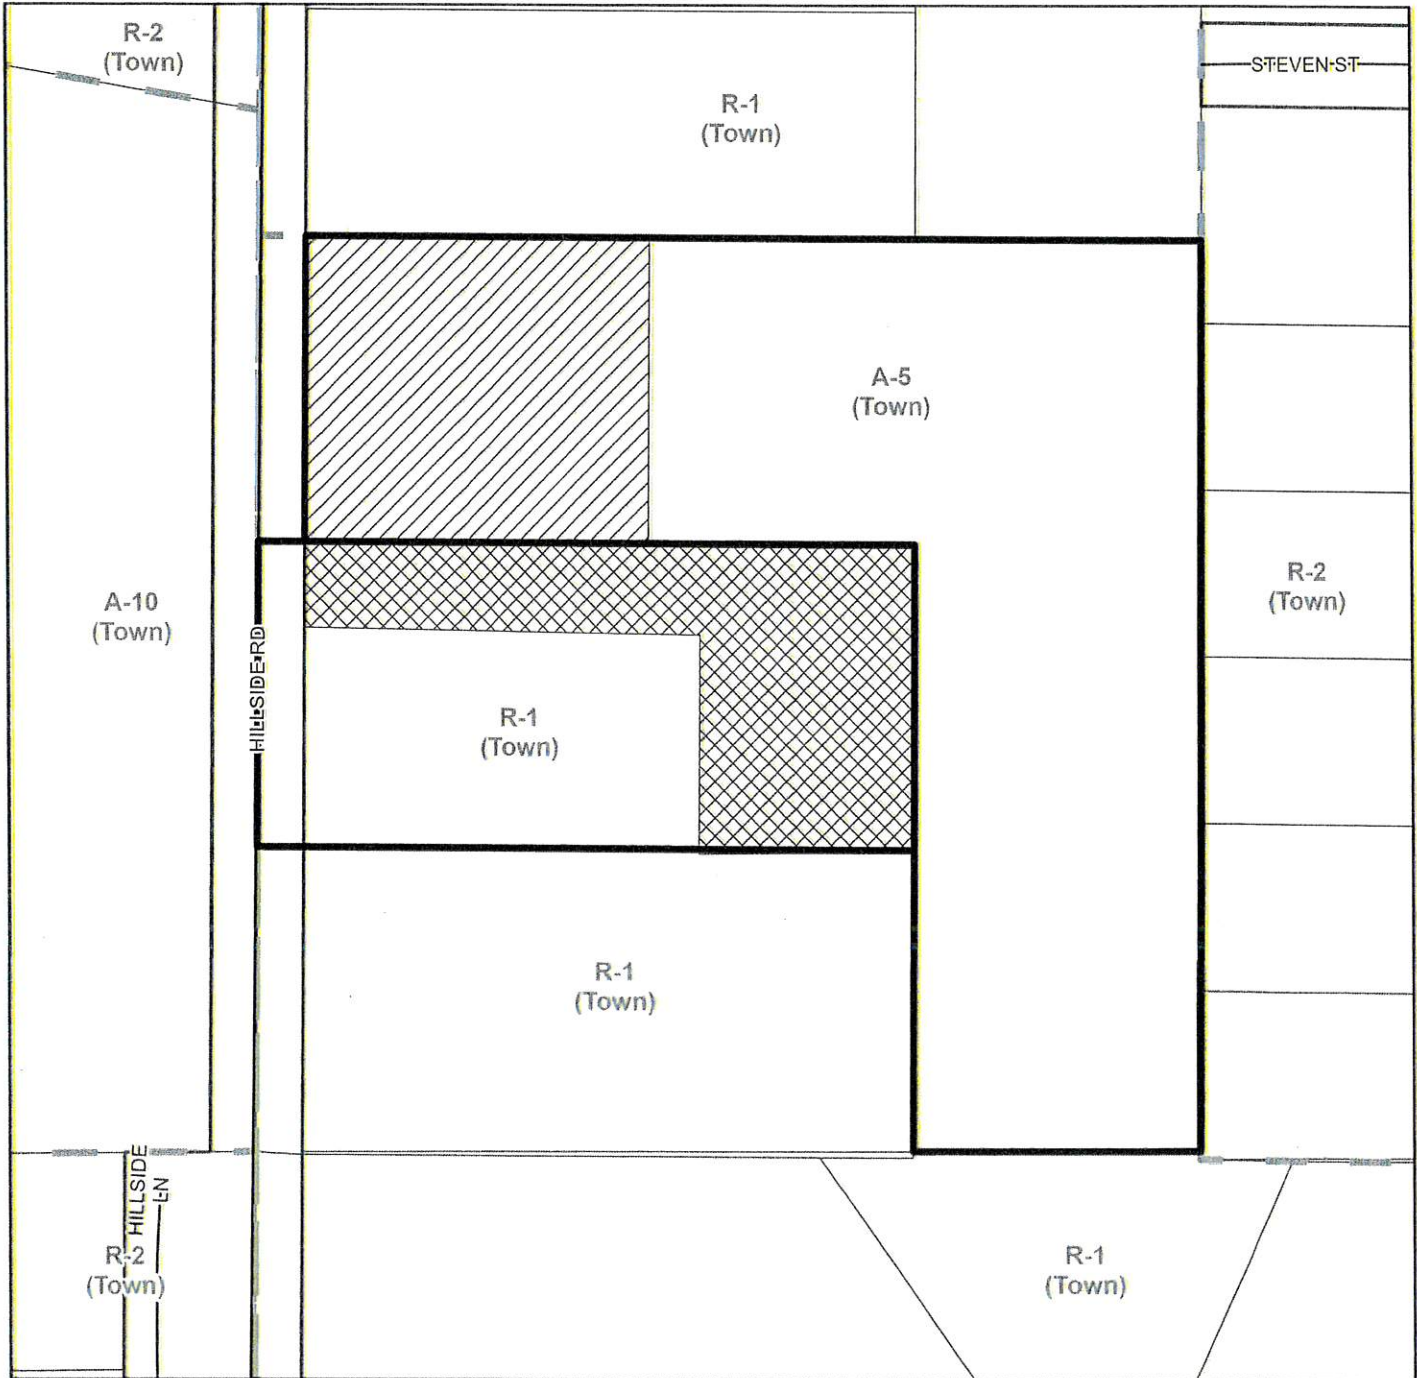 R-2
(Town)
STEVEN ST
R-1
(Town)
A-5
(Town)
A-10
(Town)
R-2
(Town)
HILLSIDE RD
R-1
(Town)
R-1
(Town)
HILLSIDE
LN
R-2
(Town)
R-1
(Town)